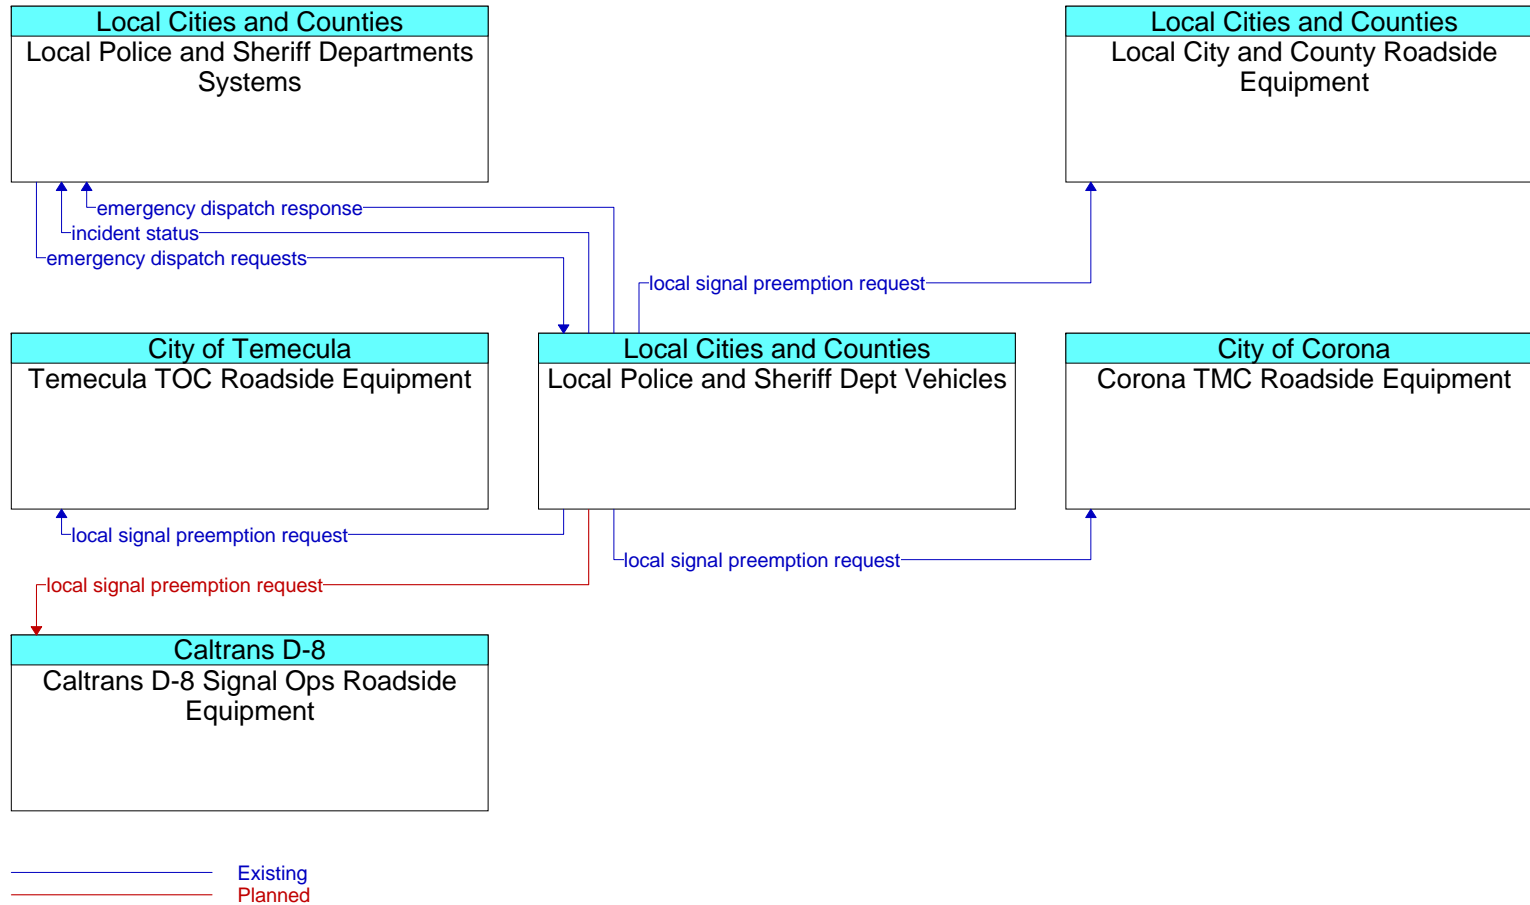 Local Cities and Counties
Local Police and Sheriff Departments
Systems
Local Cities and Counties
Local City and County Roadside
Equipment
emergency dispatch response
incident status
emergency dispatch requests
local signal preemption request
City of Temecula
Temecula TOC Roadside Equipment
Local Cities and Counties
Local Police and Sheriff Dept Vehicles
City of Corona
Corona TMC Roadside Equipment
local signal preemption request
local signal preemption request
local signal preemption request
Caltrans D-8
Caltrans D-8 Signal Ops Roadside
Equipment
Existing
Planned